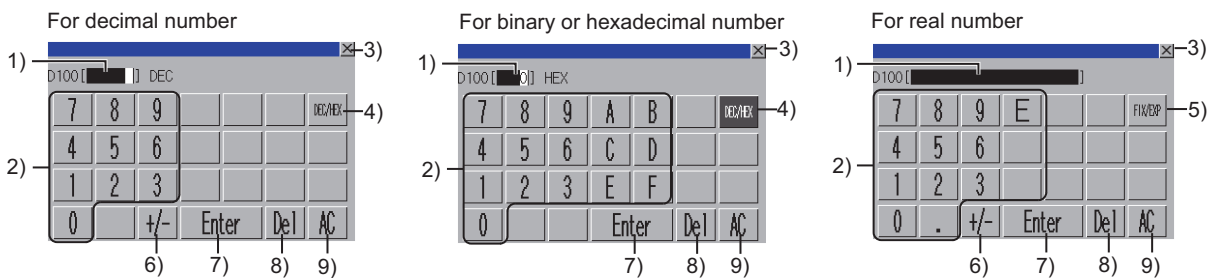 For decimal number
1)
3)
D100 [ ] DEC
7 8 9 DEC/HEX
4)
4 5 6
2)
1 2 3
0 +/- Enter Del AC
6) 7) 8) 9)
For binary or hexadecimal number
1)
3)
D100 [ 0] HEX
7 8 9 A B DEC/HEX
4)
4 5 6 C D
2)
1 2 3 E F
0 Enter Del AC
7) 8) 9)
For real number
1)
3)
D100 [ ]
7 8 9 E FIX/EXP
5)
4 5 6
2)
1 2 3
0 . +/- Enter Del AC
6) 7) 8) 9)